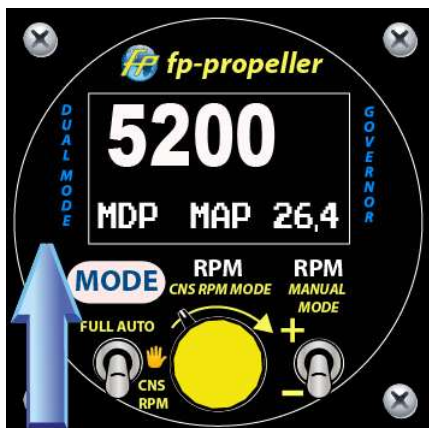 FP fp-propeller
DUAL MODE
5200
GOVERNOR
MDP MAP 26,4
MODE
RPM
CNS RPM MODE
RPM
MANUAL
MODE
FULL AUTO
CNS
RPM
+
−